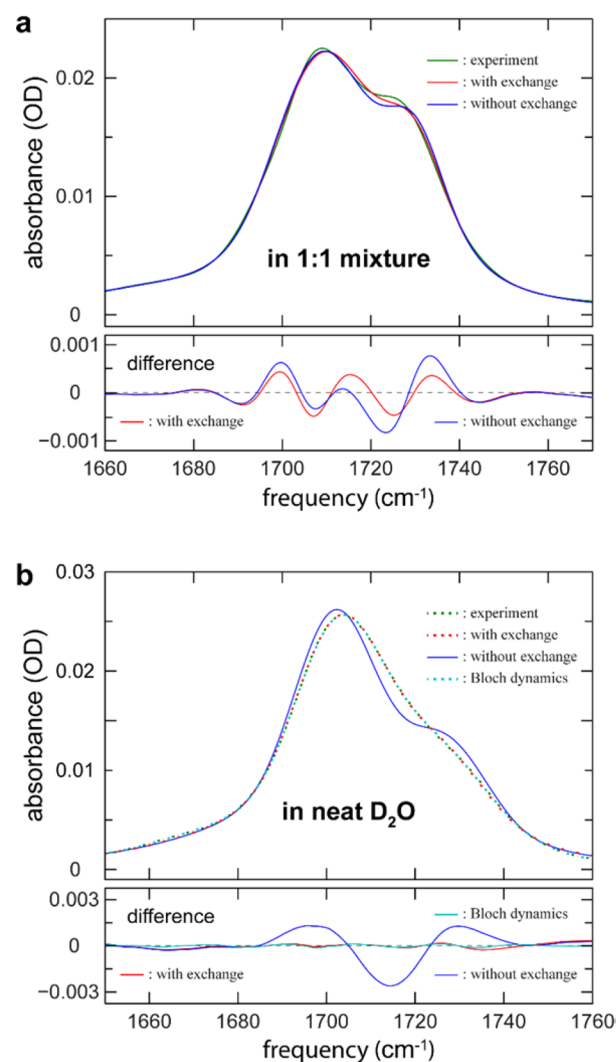 a
0.02
0.01
0
absorbance (OD)
: experiment
: with exchange
: without exchange
in 1:1 mixture
0.001
0
−0.001
difference
: with exchange
: without exchange
1660 1680 1700 1720 1740 1760
frequency (cm⁻¹)
b
0.03
0.02
0.01
0
absorbance (OD)
: experiment
: with exchange
: without exchange
: Bloch dynamics
in neat D₂O
0.003
0
−0.003
difference
: Bloch dynamics
: with exchange
: without exchange
1660 1680 1700 1720 1740 1760
frequency (cm⁻¹)